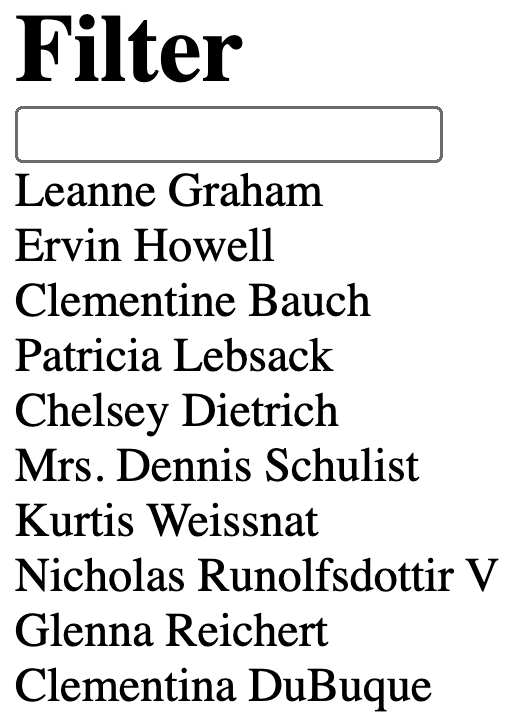 Filter
Leanne Graham
Ervin Howell
Clementine Bauch
Patricia Lebsack
Chelsey Dietrich
Mrs. Dennis Schulist
Kurtis Weissnat
Nicholas Runolfsdottir V
Glenna Reichert
Clementina DuBuque